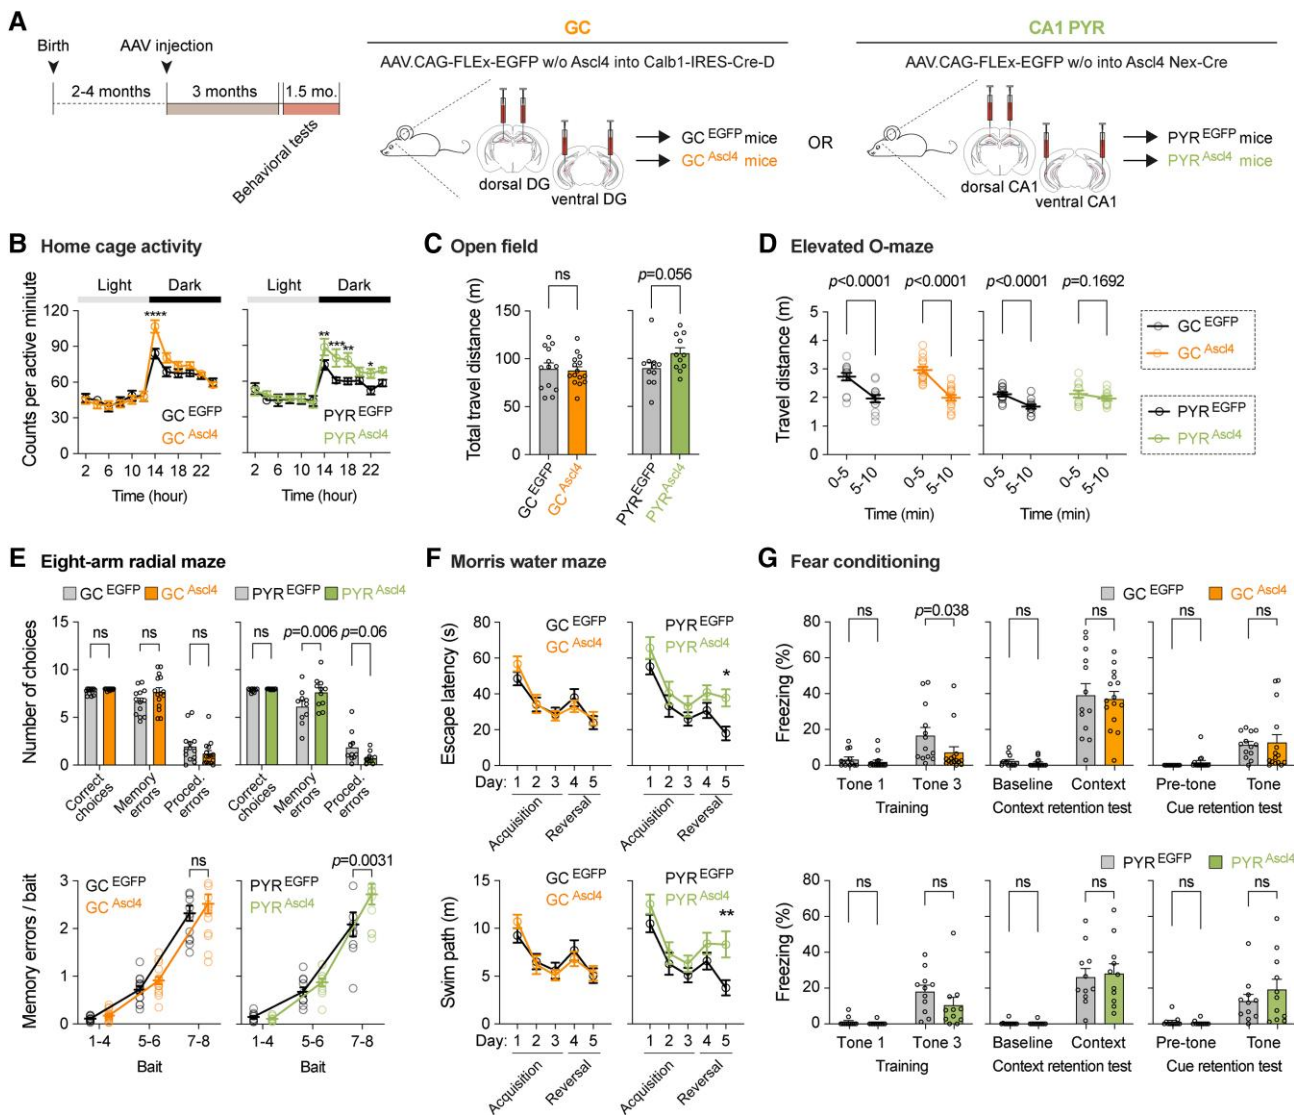 A
Birth
AAV injection
2-4 months
3 months
1.5 mo.
Behavioral tests
GC
AAV.CAG-FLEx-EGFP w/o Ascl4 into Calb1-IRES-Cre-D
dorsal DG
ventral DG
GC EGFP mice
GC Ascl4 mice
OR
CA1 PYR
AAV.CAG-FLEx-EGFP w/o into Ascl4 Nex-Cre
dorsal CA1
ventral CA1
PYR EGFP mice
PYR Ascl4 mice
B Home cage activity
Light Dark
Light Dark
Counts per active miniute
120
90
60
30
0
****
GC EGFP
GC Ascl4
2 6 10 14 18 22
Time (hour)
** *** ** *
PYR EGFP
PYR Ascl4
2 6 10 14 18 22
Time (hour)
C Open field
Total travel distance (m)
150
100
50
0
ns
p=0.056
GC EGFP
GC Ascl4
PYR EGFP
PYR Ascl4
D Elevated O-maze
Travel distance (m)
p<0.0001 p<0.0001 p<0.0001 p=0.1692
5
4
3
2
1
0
0-5 5-10 0-5 5-10 0-5 5-10 0-5 5-10
Time (min) Time (min)
GC EGFP
GC Ascl4
PYR EGFP
PYR Ascl4
E Eight-arm radial maze
GC EGFP GC Ascl4 PYR EGFP PYR Ascl4
Number of choices
15
10
5
0
ns ns ns
ns p=0.006 p=0.06
Correct choices
Memory errors
Proced. errors
Correct choices
Memory errors
Proced. errors
Memory errors / bait
3
2
1
0
GC EGFP
GC Ascl4
ns
1-4 5-6 7-8
Bait
PYR EGFP
PYR Ascl4
p=0.0031
1-4 5-6 7-8
Bait
F Morris water maze
Escape latency (s)
80
60
40
20
0
GC EGFP
GC Ascl4
PYR EGFP
PYR Ascl4
*
Day: 1 2 3 4 5 1 2 3 4 5
Acquisition
Reversal
Acquisition
Reversal
Swim path (m)
15
10
5
0
GC EGFP
GC Ascl4
PYR EGFP
PYR Ascl4
**
Day: 1 2 3 4 5 1 2 3 4 5
Acquisition
Reversal
Acquisition
Reversal
G Fear conditioning
GC EGFP GC Ascl4
Freezing (%)
80
60
40
20
0
ns p=0.038 ns ns ns ns
Tone 1 Tone 3 Baseline Context Pre-tone Tone
Training Context retention test Cue retention test
PYR EGFP PYR Ascl4
Freezing (%)
80
60
40
20
0
ns ns ns ns ns ns
Tone 1 Tone 3 Baseline Context Pre-tone Tone
Training Context retention test Cue retention test